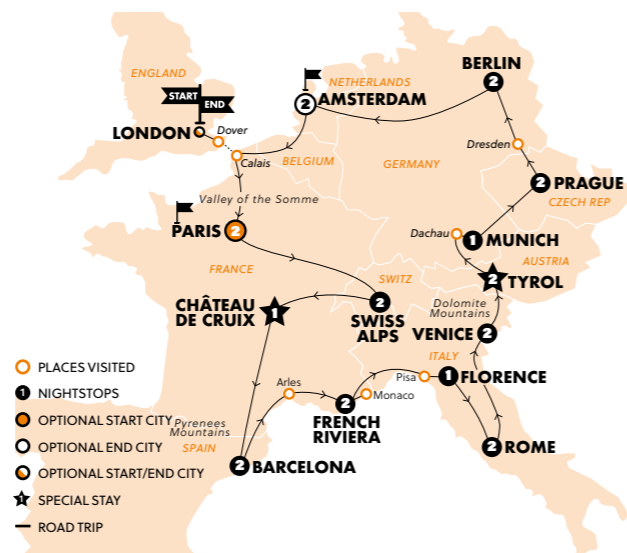 BERLIN
ENGLAND
NETHERLANDS
START
END
2
2
AMSTERDAM
LONDON
Dover
Calais
BELGIUM
Dresden
GERMANY
Valley of the Somme
2
PRAGUE
CZECH REP
PARIS
2
Dachau
1
MUNICH
AUSTRIA
FRANCE
SWITZ
2
TYROL
CHÂTEAU
DE CRUIX
1
2
SWISS
ALPS
Dolomite
Mountains
VENICE
2
ITALY
PLACES VISITED
1
NIGHTSTOPS
Arles
Pisa
1
FLORENCE
Monaco
2
FRENCH
RIVIERA
OPTIONAL START CITY
Pyrenees
Mountains
OPTIONAL END CITY
SPAIN
2
ROME
2
BARCELONA
OPTIONAL START/END CITY
1
SPECIAL STAY
ROAD TRIP